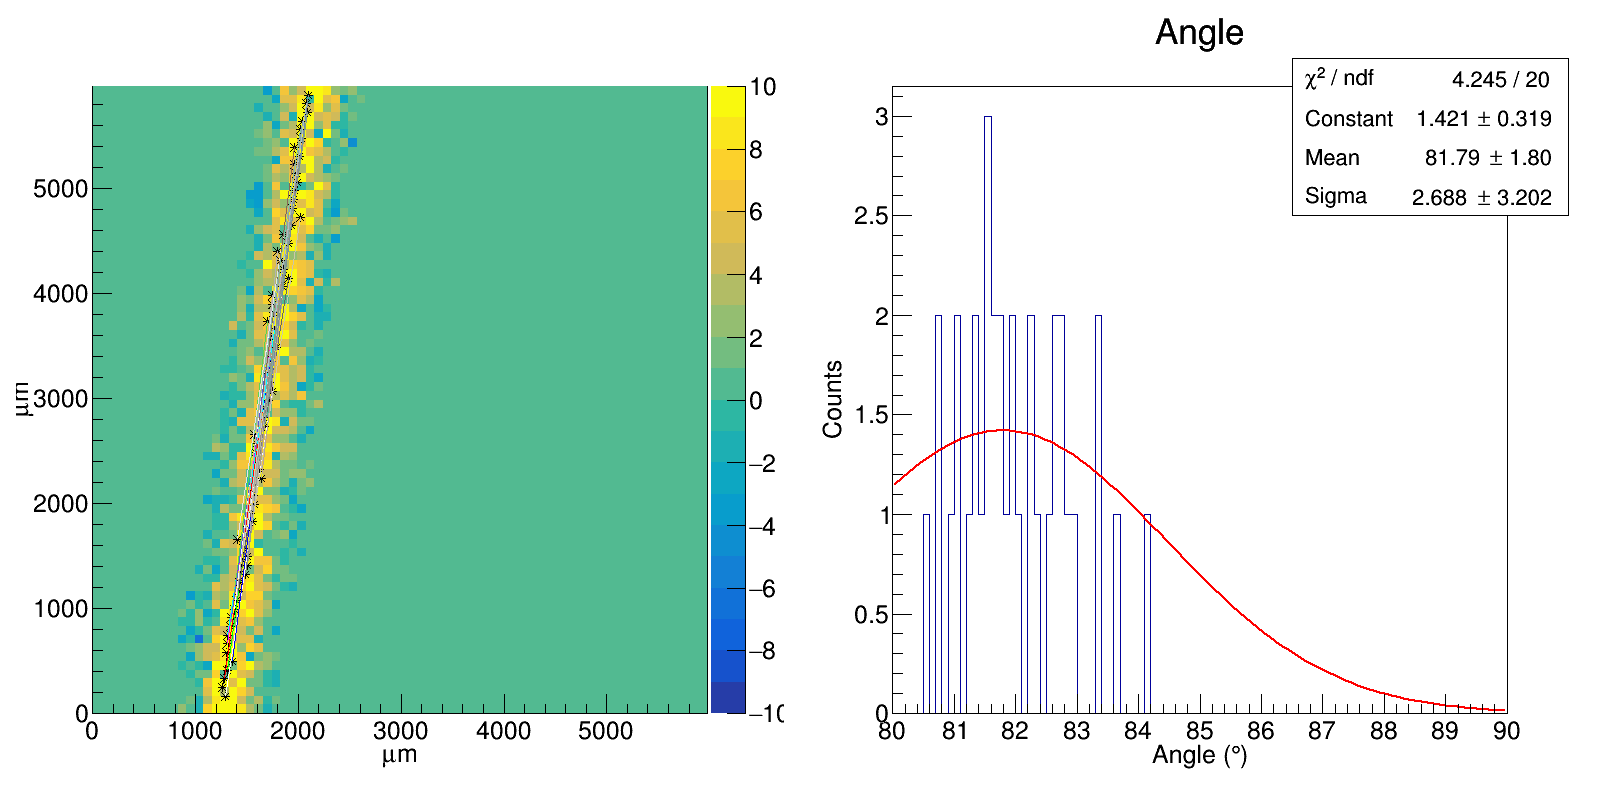 Angle
χ² / ndf 4.245 / 20
Constant 1.421 ± 0.319
Mean 81.79 ± 1.80
Sigma 2.688 ± 3.202
μm
5000
4000
3000
2000
1000
0
0 1000 2000 3000 4000 5000
μm
10
8
6
4
2
0
−2
−4
−6
−8
−10
Counts
3
2.5
2
1.5
1
0.5
0
80 81 82 83 84 85 86 87 88 89 90
Angle (°)